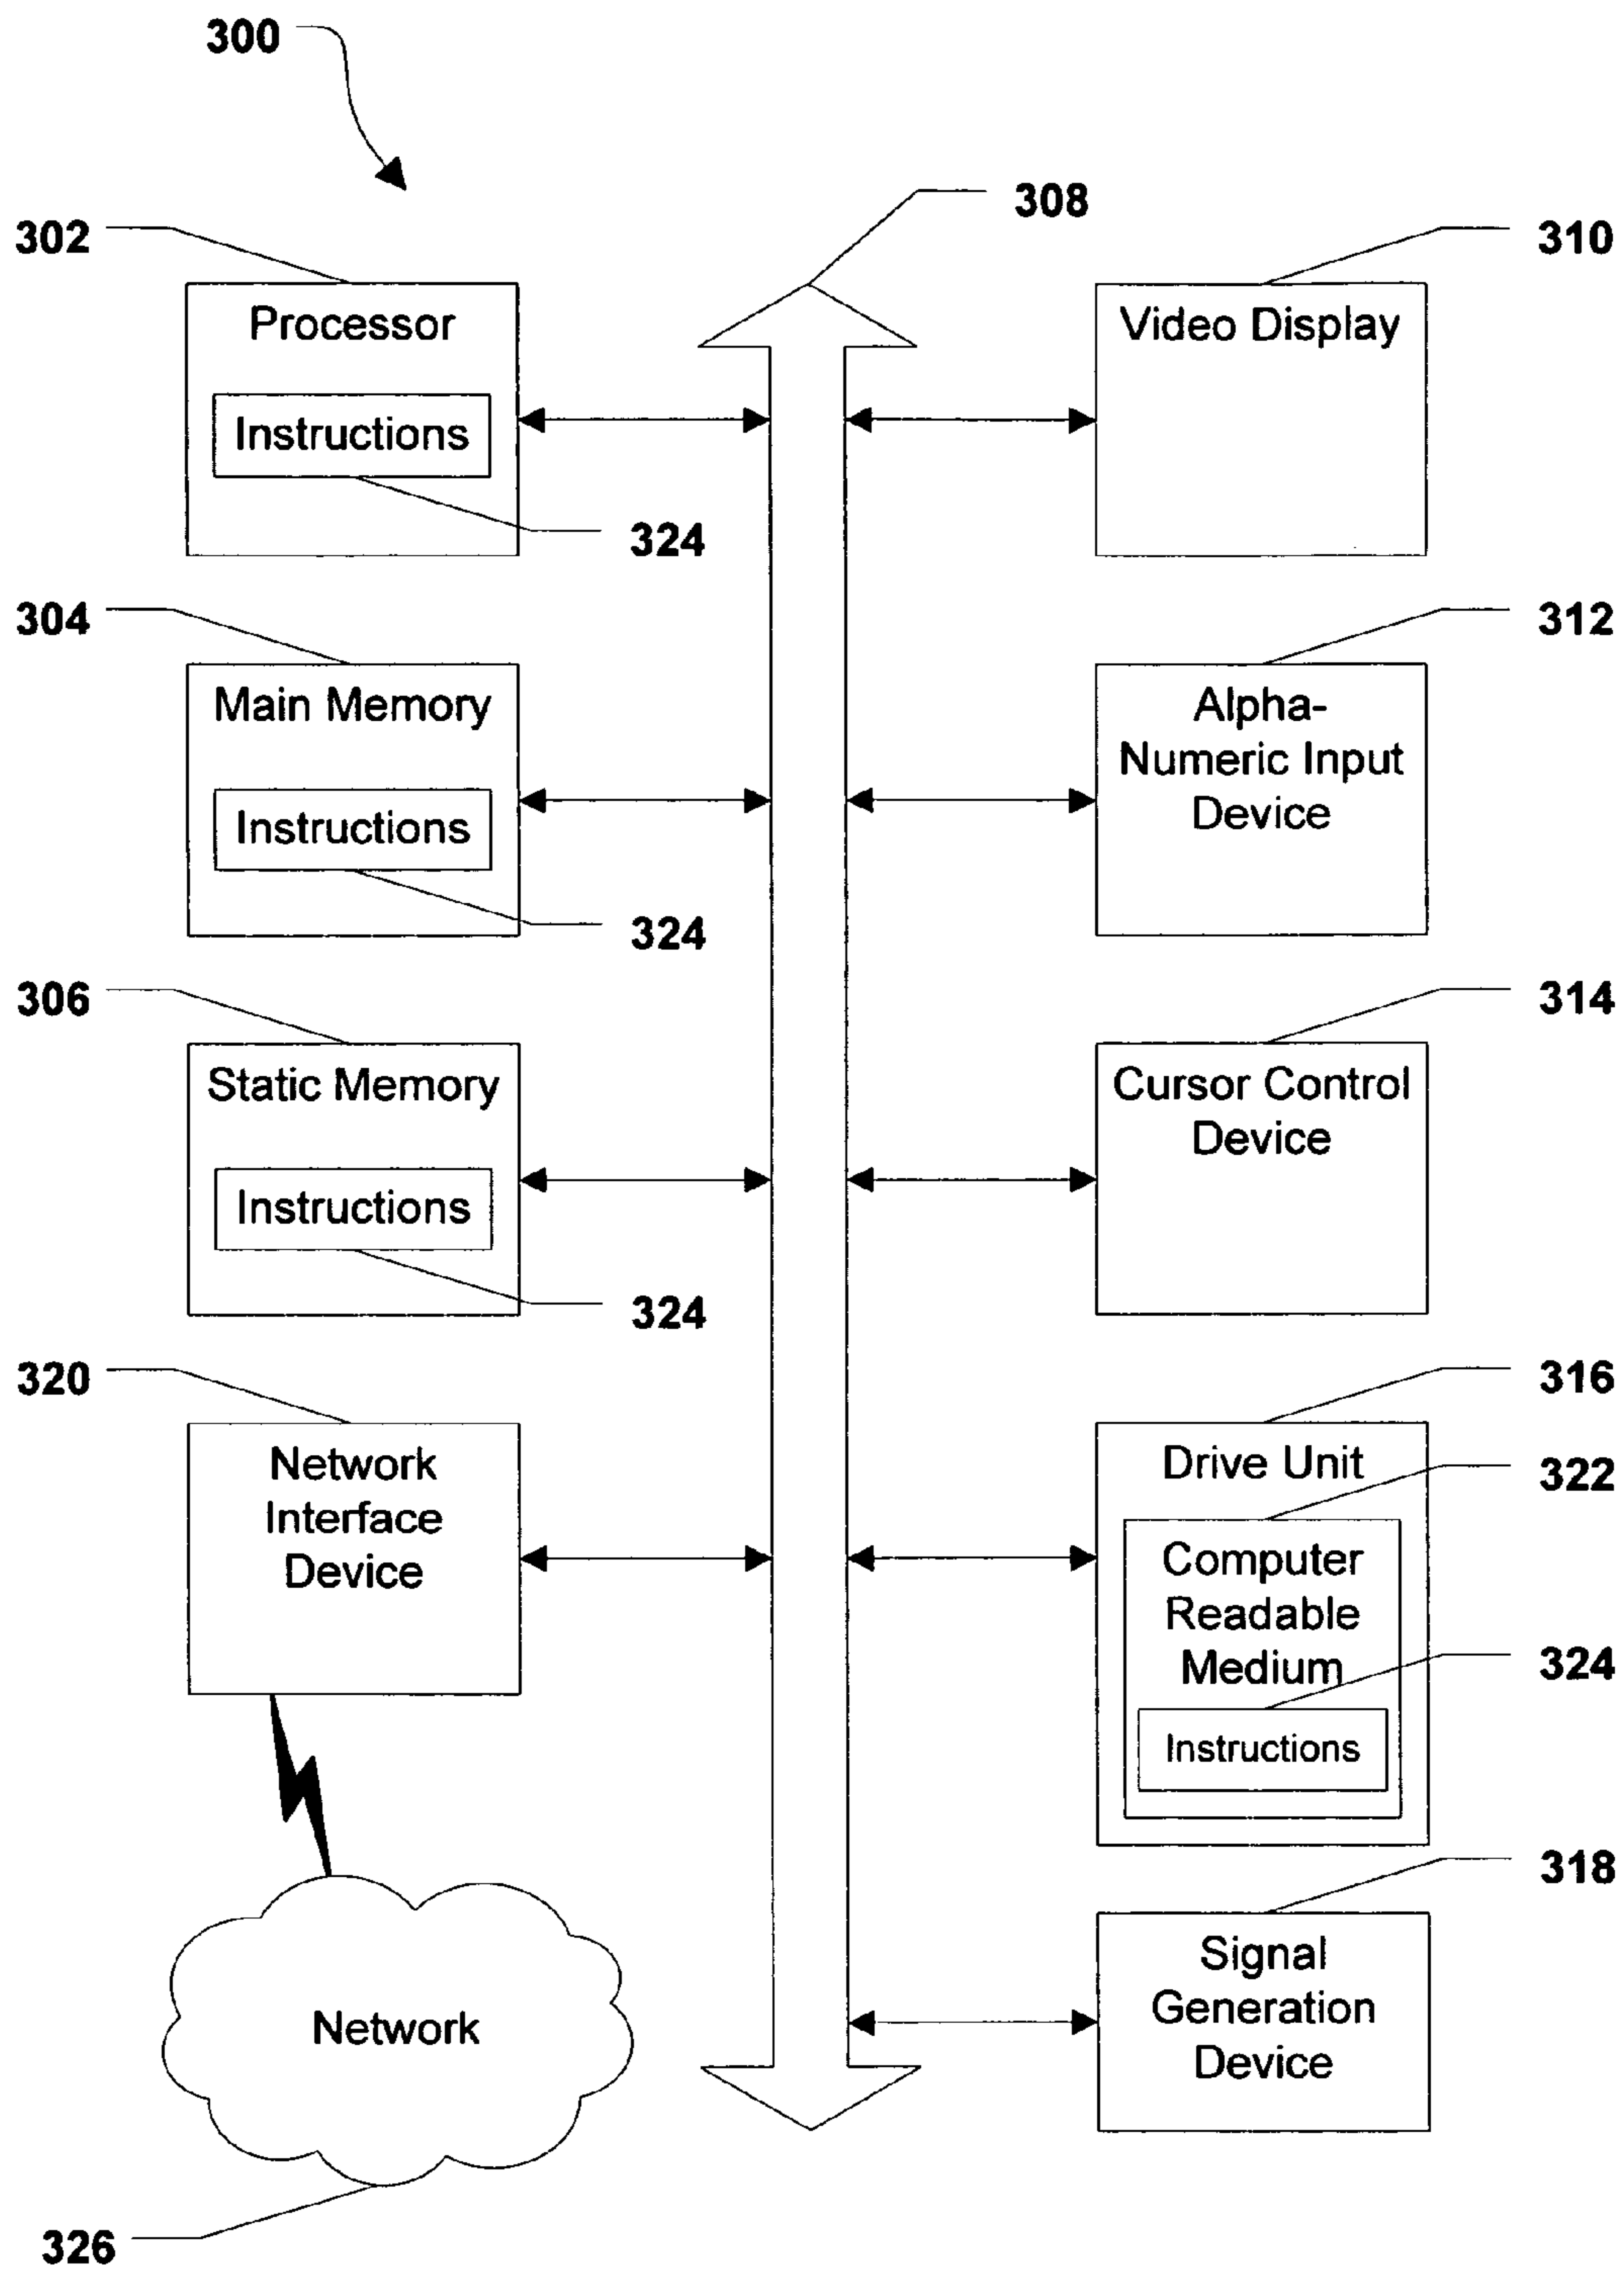 300
308
302
310
Processor
Instructions
324
Video Display
304
312
Main Memory
Instructions
324
Alpha-
Numeric Input
Device
306
314
Static Memory
Instructions
324
Cursor Control
Device
320
316
Network
Interface
Device
Drive Unit
322
Computer
Readable
Medium
324
Instructions
318
Signal
Generation
Device
Network
326